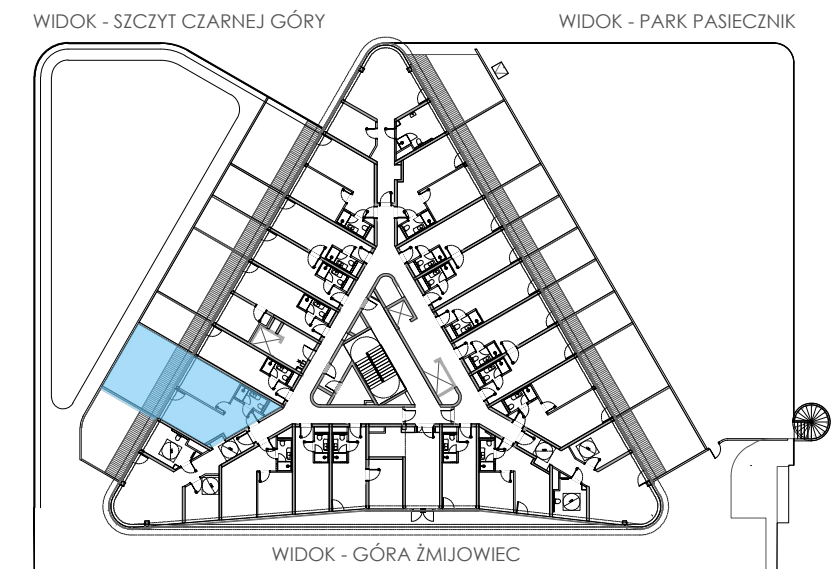 WIDOK - SZCZYT CZARNEJ GÓRY
WIDOK - PARK PASIECZNIK
WIDOK - GÓRA ŻMIJOWIEC